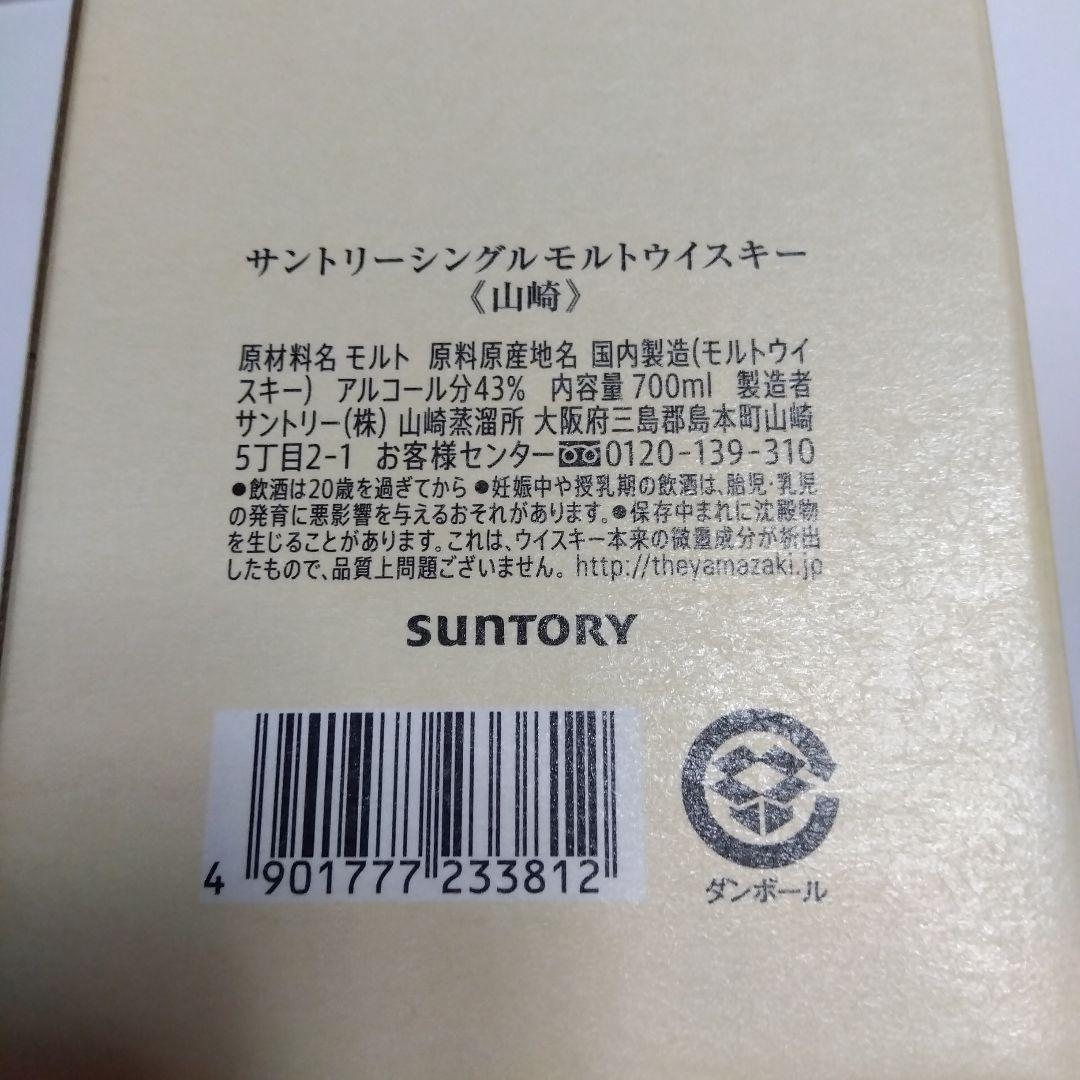 サントリーシングルモルトウイスキー
《山崎》
原材料名 モルト 原料原産地名 国内製造(モルトウイ
スキー) アルコール分43% 内容量 700ml 製造者
サントリー(株) 山崎蒸溜所 大阪府三島郡島本町山崎
5丁目2-1 お客様センター 0120-139-310
●飲酒は20歳を過ぎてから ●妊娠中や授乳期の飲酒は、胎児・乳児
の発育に悪影響を与えるおそれがあります。●保存中まれに沈殿物
を生じることがあります。これは、ウイスキー本来の微量成分が析出
したもので、品質上問題ございません。 http://theyamazaki.jp
SUNTORY
4 901777 233812
ダンボール